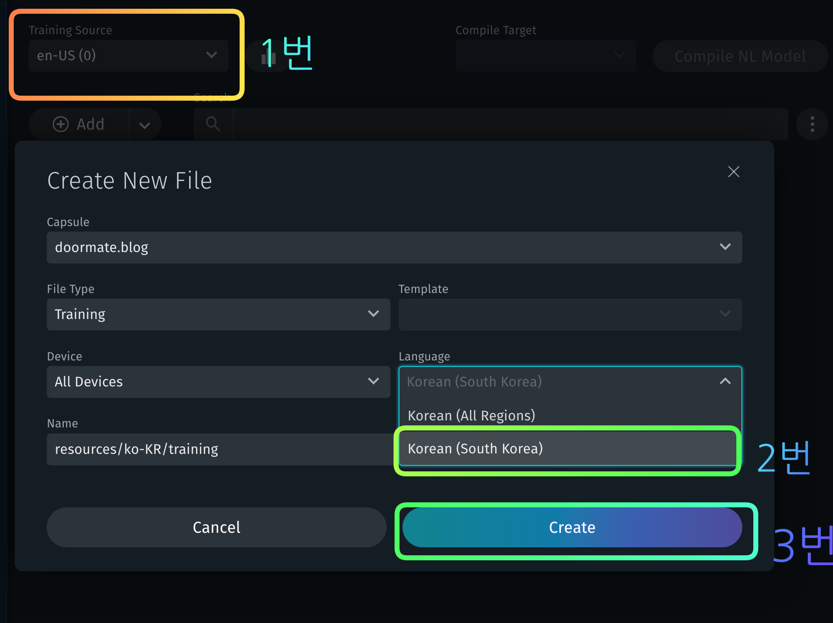 Training Source
en-US (0)
1번
Compile Target
Compile NL Model
Search
Add
Create New File
Capsule
doormate.blog
File Type
Template
Training
Device
Language
All Devices
Korean (South Korea)
Korean (All Regions)
Name
resources/ko-KR/training
Korean (South Korea)
2번
Cancel
Create
3번